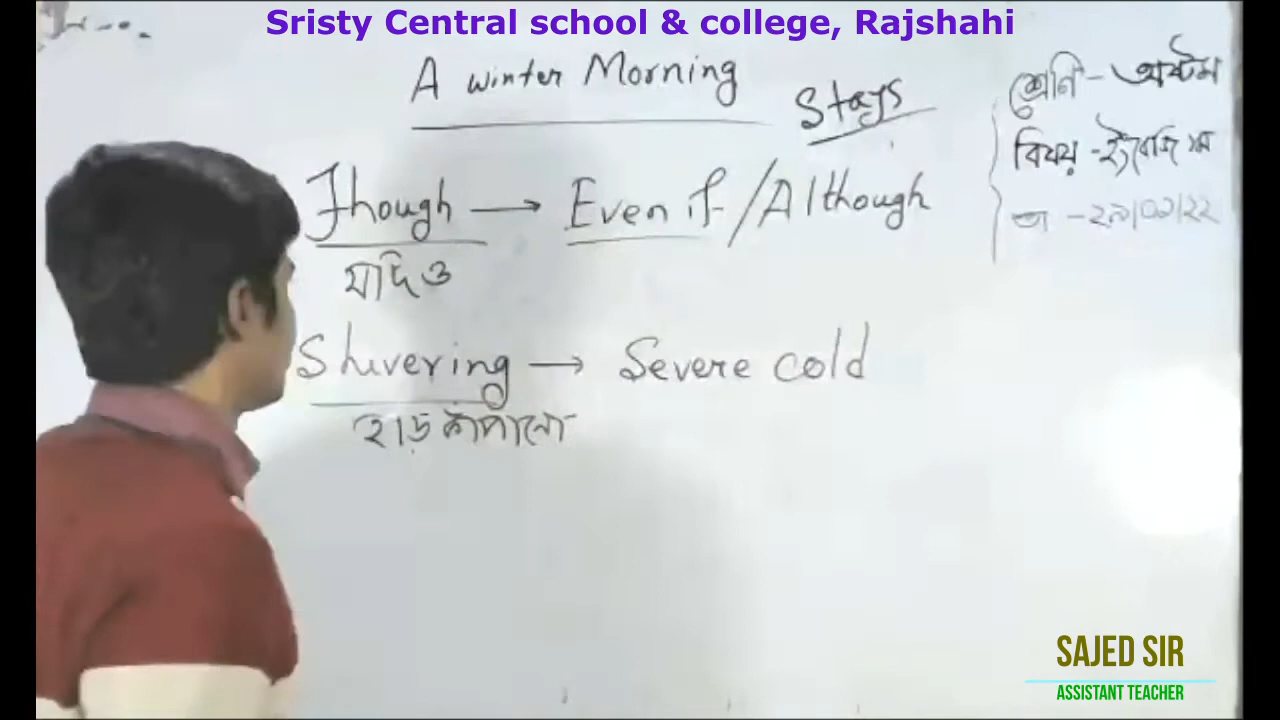 Sristy Central school & college, Rajshahi
A winter Morning
Stays
Though → Even if / Although
যদিও
Shivering → Severe cold
হাড় কাঁপানো
শ্রেণি - অষ্টম
বিষয় - ইংরেজি ১ম
SAJED SIR
ASSISTANT TEACHER